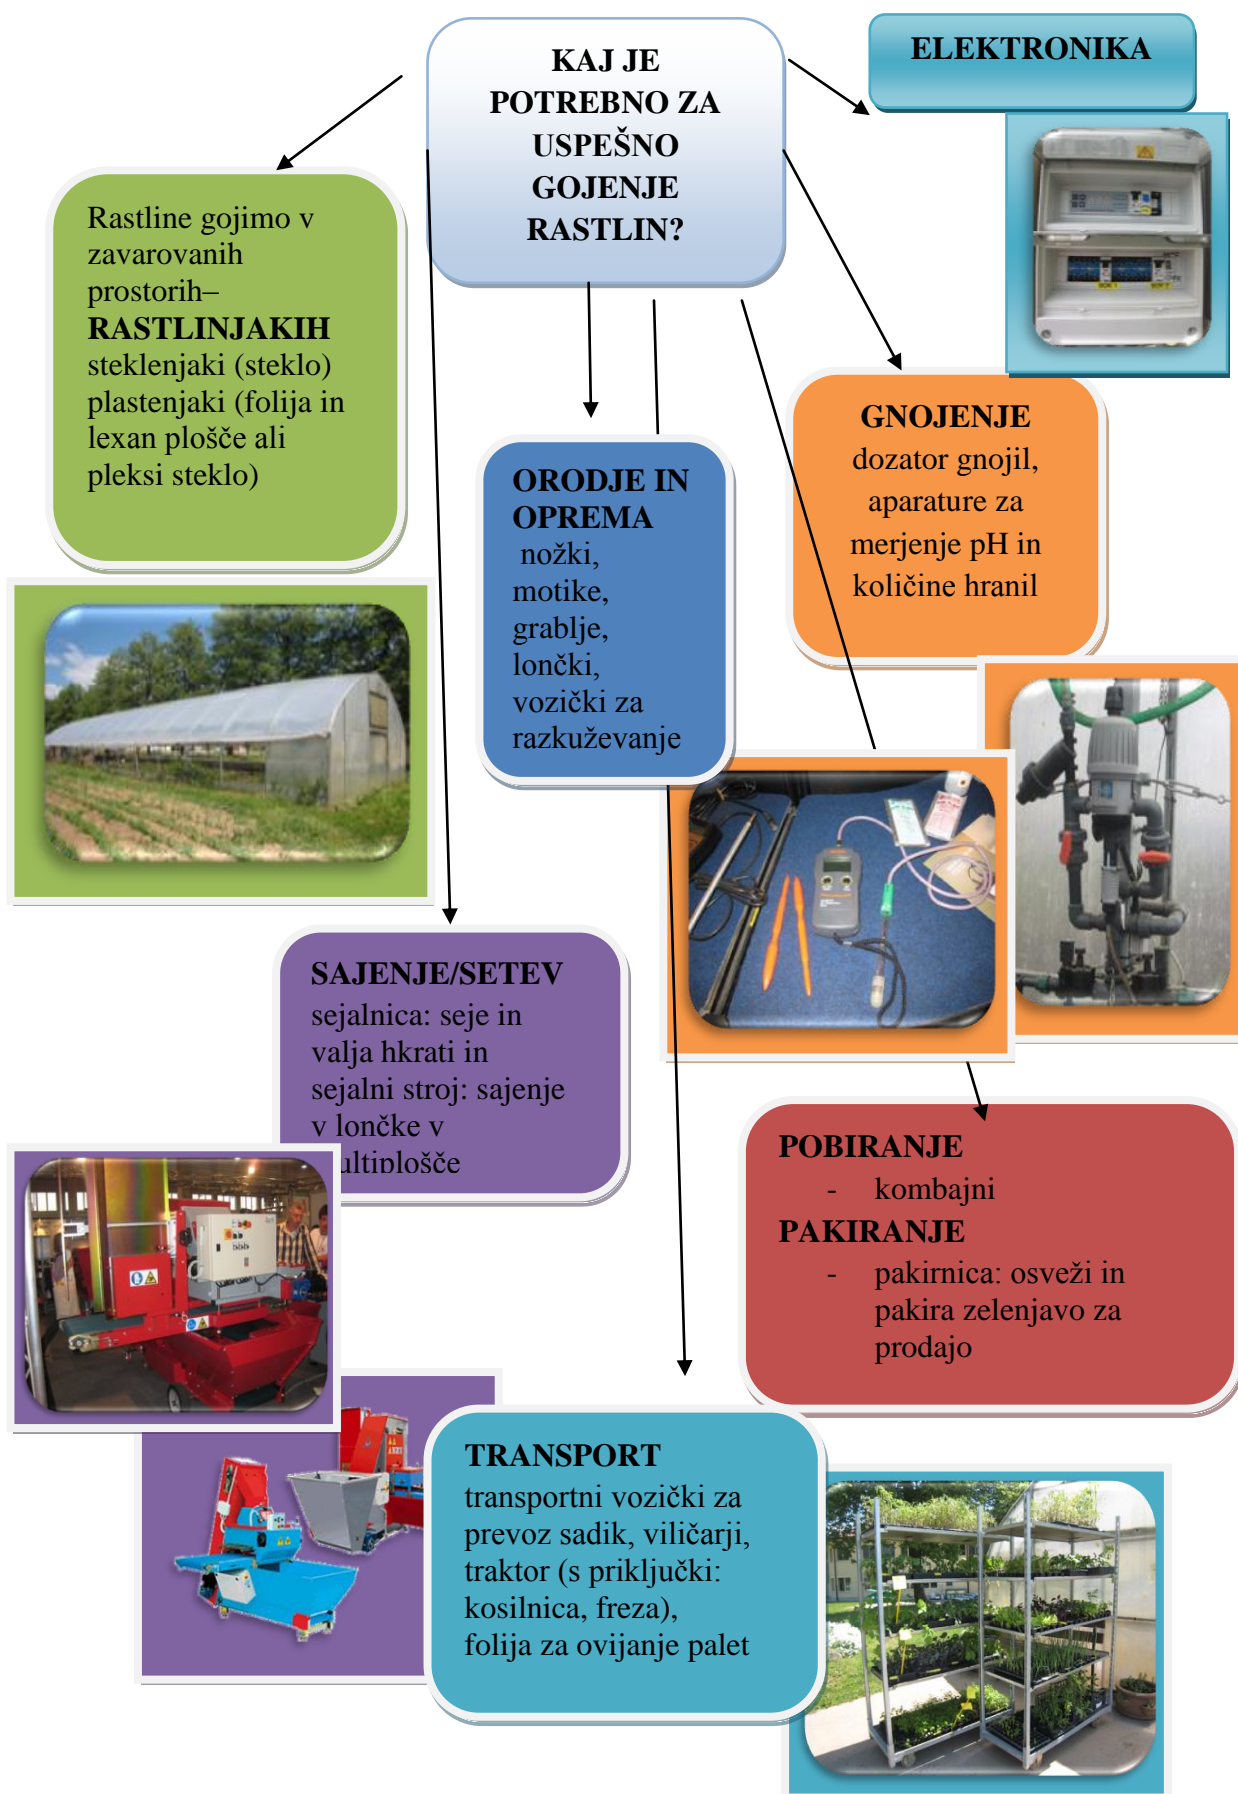 KAJ JE
POTREBNO ZA
USPEŠNO
GOJENJE
RASTLIN?
ELEKTRONIKA
Rastline gojimo v
zavarovanih
prostorih–
RASTLINJAKIH
steklenjaki (steklo)
plastenjaki (folija in
lexan plošče ali
pleksi steklo)
GNOJENJE
dozator gnojil,
aparature za
merjenje pH in
količine hranil
ORODJE IN
OPREMA
nožki,
motike,
grablje,
lončki,
vozički za
razkuževanje
SAJENJE/SETEV
sejalnica: seje in
valja hkrati in
sejalni stroj: sajenje
v lončke v
ultiplošče
POBIRANJE
- kombajni
PAKIRANJE
- pakirnica: osveži in
pakira zelenjavo za
prodajo
TRANSPORT
transportni vozički za
prevoz sadik, viličarji,
traktor (s priključki:
kosilnica, freza),
folija za ovijanje palet